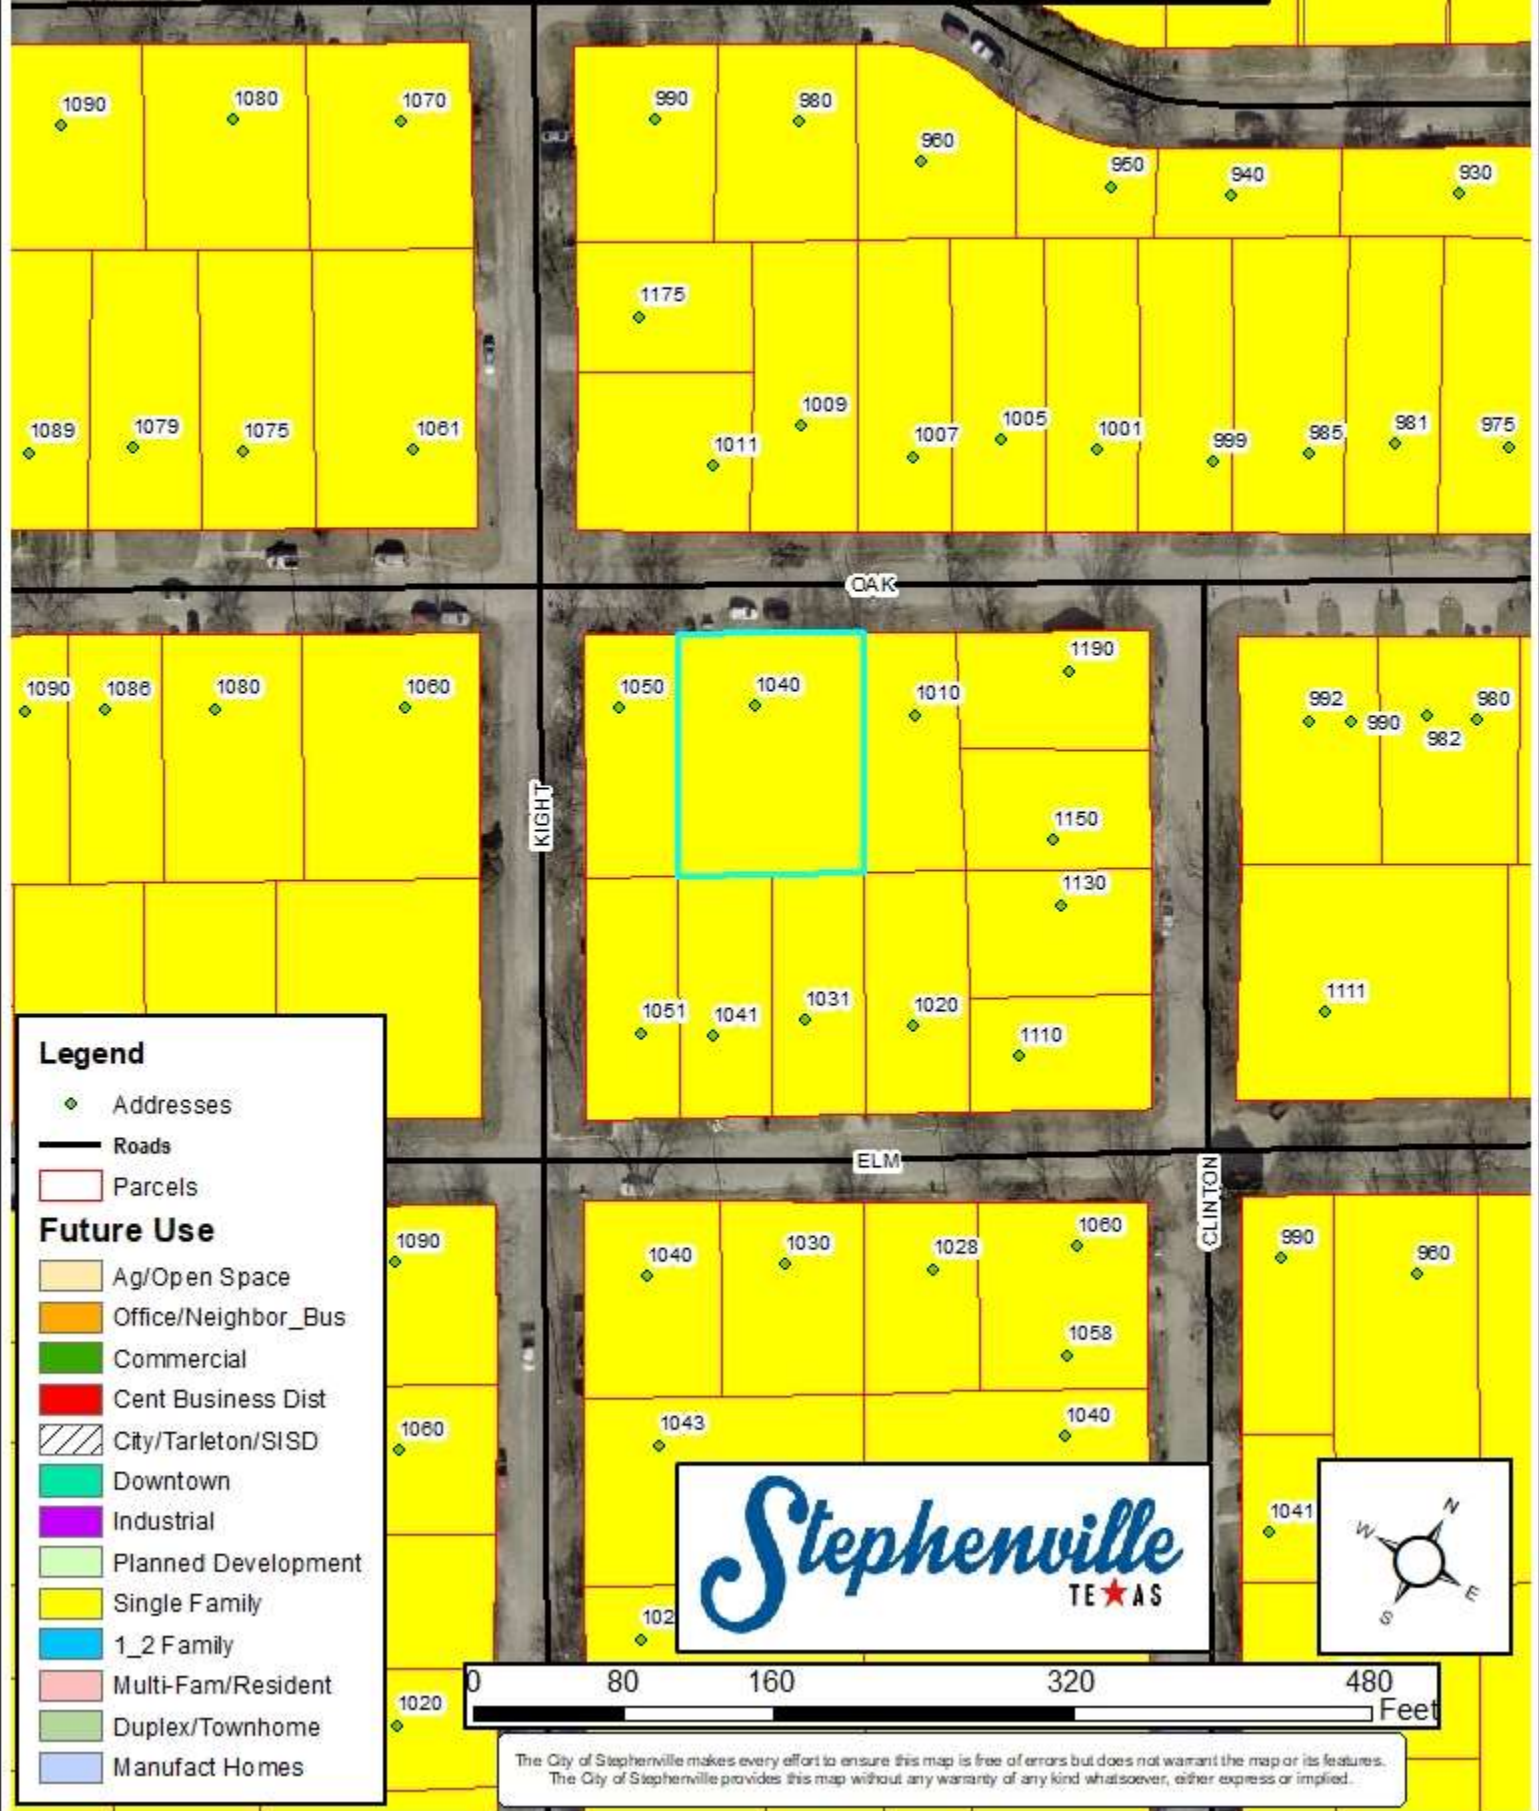 1090
1080
1070
990
980
960
950
940
930
1175
1089
1079
1075
1061
1011
1009
1007
1005
1001
999
985
981
975
OAK
1090
1086
1080
1060
1050
1040
1010
1190
992
990
982
980
KIGHT
1150
1130
1051
1041
1031
1020
1110
1111
ELM
CLINTON
1090
1040
1030
1028
1060
990
960
1058
1060
1043
1040
1041
102
1020
Legend
Addresses
Roads
Parcels
Future Use
Ag/Open Space
Office/Neighbor_Bus
Commercial
Cent Business Dist
City/Tarleton/SISD
Downtown
Industrial
Planned Development
Single Family
1_2 Family
Multi-Fam/Resident
Duplex/Townhome
Manufact Homes
Stephenville
TEXAS
N
W
E
S
0 80 160 320 480
Feet
The City of Stephenville makes every effort to ensure this map is free of errors but does not warrant the map or its features.
The City of Stephenville provides this map without any warranty of any kind whatsoever, either express or implied.